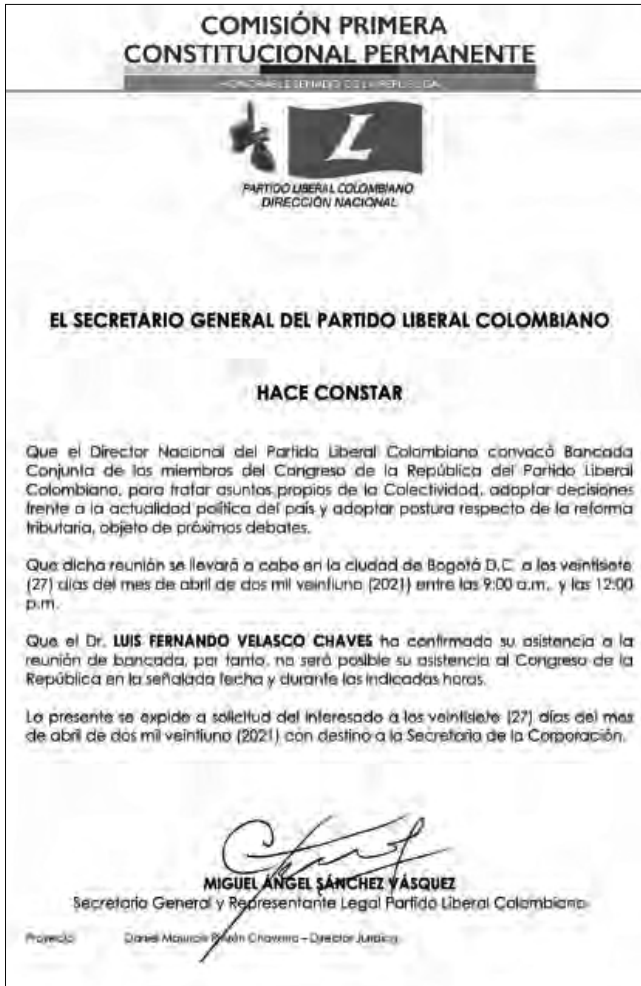 COMISIÓN PRIMERA
CONSTITUCIONAL PERMANENTE
HONORABLE SENADO DE LA REPÚBLICA
L
PARTIDO LIBERAL COLOMBIANO
DIRECCIÓN NACIONAL
EL SECRETARIO GENERAL DEL PARTIDO LIBERAL COLOMBIANO
HACE CONSTAR
Que el Director Nacional del Partido Liberal Colombiano convocó Bancada
Conjunta de los miembros del Congreso de la República del Partido Liberal
Colombiano, para tratar asuntos propios de la Colectividad, adoptar decisiones
frente a la actualidad política del país y adoptar postura respecto de la reforma
tributaria, objeto de próximos debates.
Que dicha reunión se llevará a cabo en la ciudad de Bogotá D.C. a los veintisiete
(27) días del mes de abril de dos mil veintiuno (2021) entre las 9:00 a.m. y las 12:00
p.m.
Que el Dr. LUIS FERNANDO VELASCO CHAVES ha confirmado su asistencia a la
reunión de bancada, por tanto, no será posible su asistencia al Congreso de la
República en la señalada fecha y durante las indicadas horas.
La presente se expide a solicitud del interesado a los veintisiete (27) días del mes
de abril de dos mil veintiuno (2021) con destino a la Secretaría de la Corporación.
MIGUEL ÁNGEL SÁNCHEZ VÁSQUEZ
Secretario General y Representante Legal Partido Liberal Colombiano
Proyectó: Daniel Mauricio Chavarro – Director Jurídico